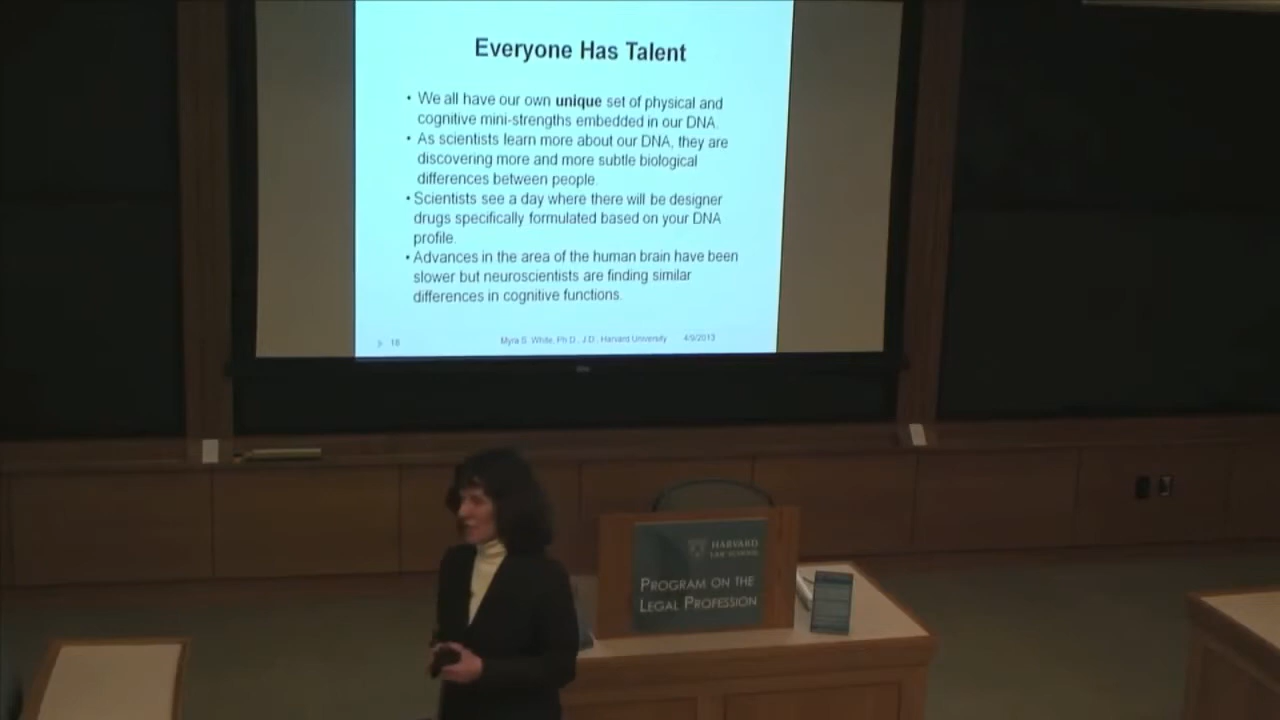 Everyone Has Talent
• We all have our own unique set of physical and
cognitive mini-strengths embedded in our DNA.
• As scientists learn more about our DNA, they are
discovering more and more subtle biological
differences between people.
• Scientists see a day where there will be designer
drugs specifically formulated based on your DNA
profile.
• Advances in the area of the human brain have been
slower but neuroscientists are finding similar
differences in cognitive functions.
16 Myra S. White, Ph.D., J.D., Harvard University 4/9/2013
HARVARD
LAW SCHOOL
PROGRAM ON THE
LEGAL PROFESSION